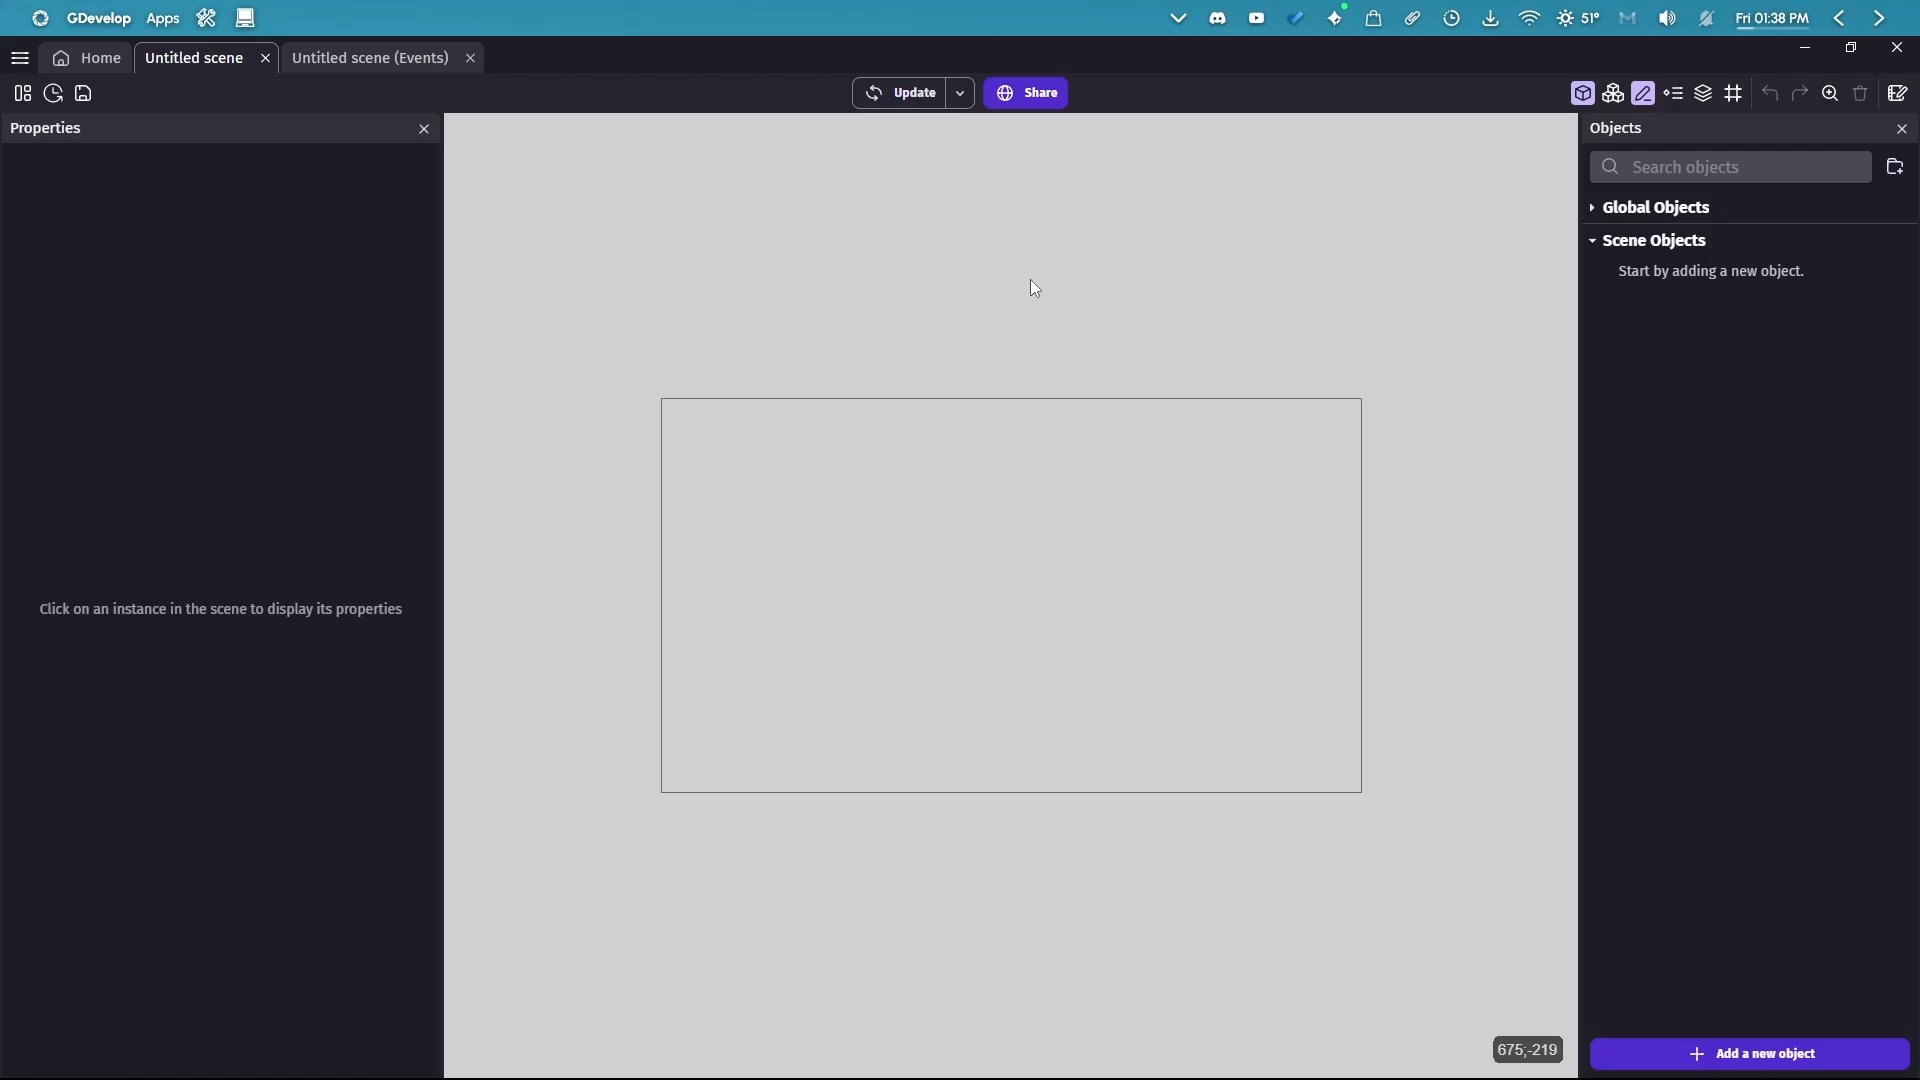 GDevelop Apps 51° Fri 01:38 PM
Home Untitled scene Untitled scene (Events)
Update Share
Properties
Objects
Search objects
Global Objects
Scene Objects
Start by adding a new object.
Click on an instance in the scene to display its properties
675;-219
Add a new object